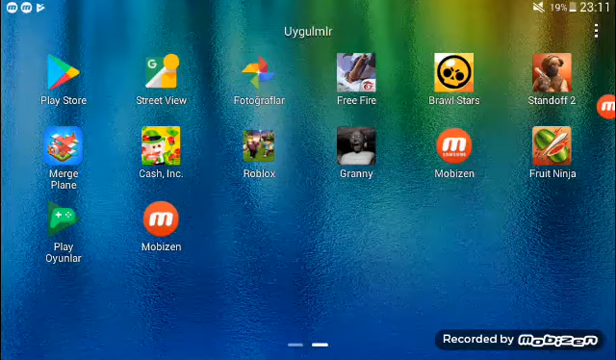 19% 23:11
Uygulmlr
Play Store
Street View
Fotoğraflar
Free Fire
Brawl Stars
Standoff 2
Merge
Plane
Cash, Inc.
Roblox
Granny
Mobizen
Fruit Ninja
Play
Oyunlar
Mobizen
Recorded by mobizen